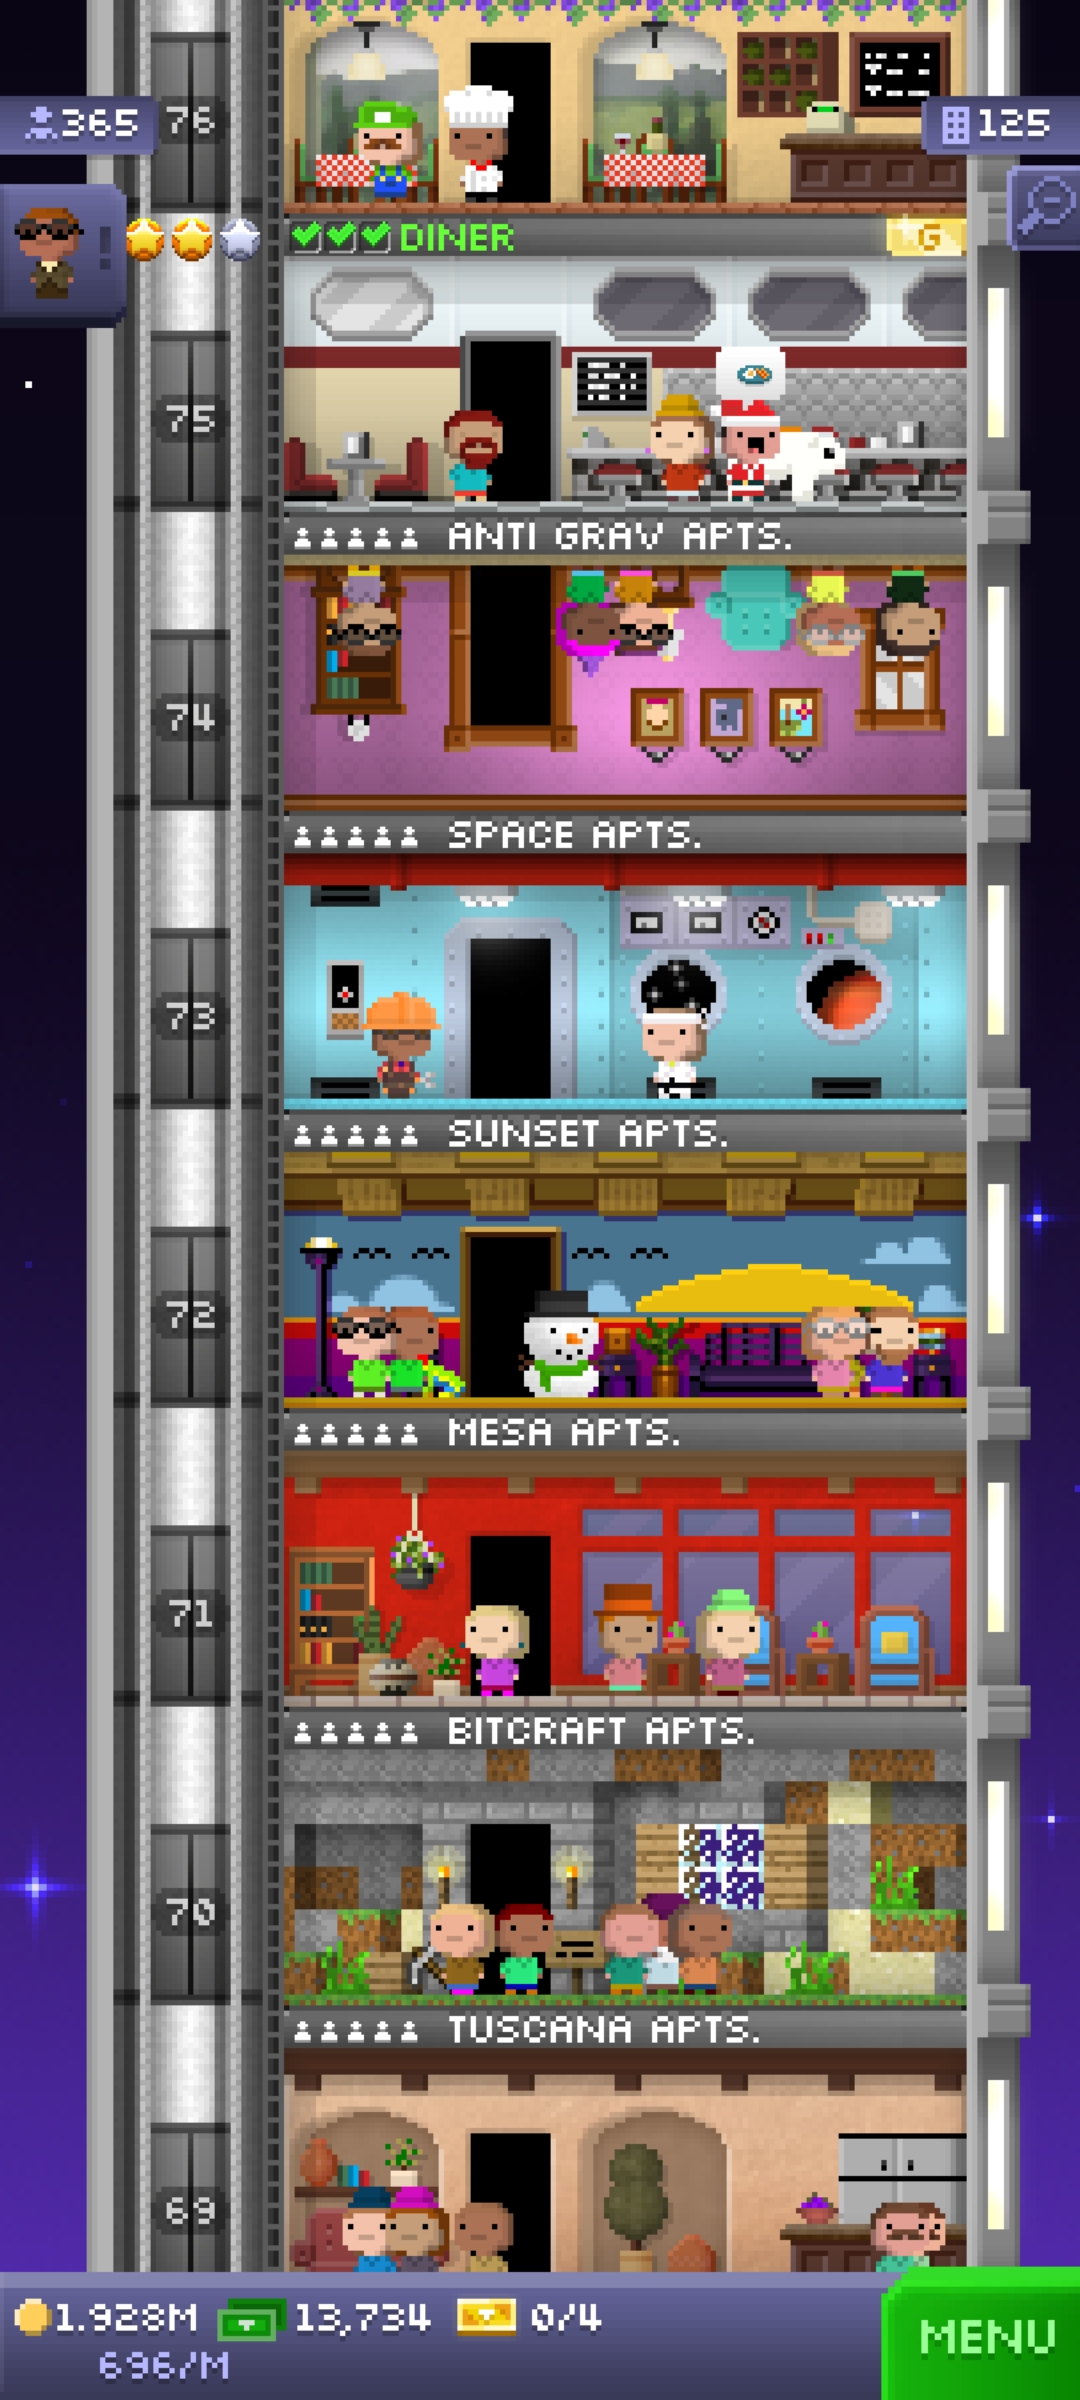 76
365
125
DINER
G
75
ANTI GRAV APTS.
74
SPACE APTS.
73
SUNSET APTS.
72
MESA APTS.
71
BITCRAFT APTS.
70
TUSCANA APTS.
69
1.928M
13,734
0/4
696/M
MENU